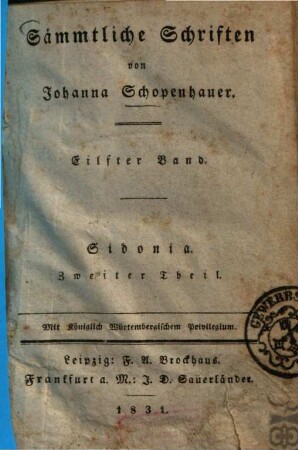 Sämmtliche Schriften
von
Johanna Schopenhauer.
Eilfter Band.
Sidonia.
Zweiter Theil.
Mit Königlich Würtembergischem Privilegium.
Leipzig: F. A. Brockhaus.
Frankfurt a. M.: J. D. Sauerländer.
1831.